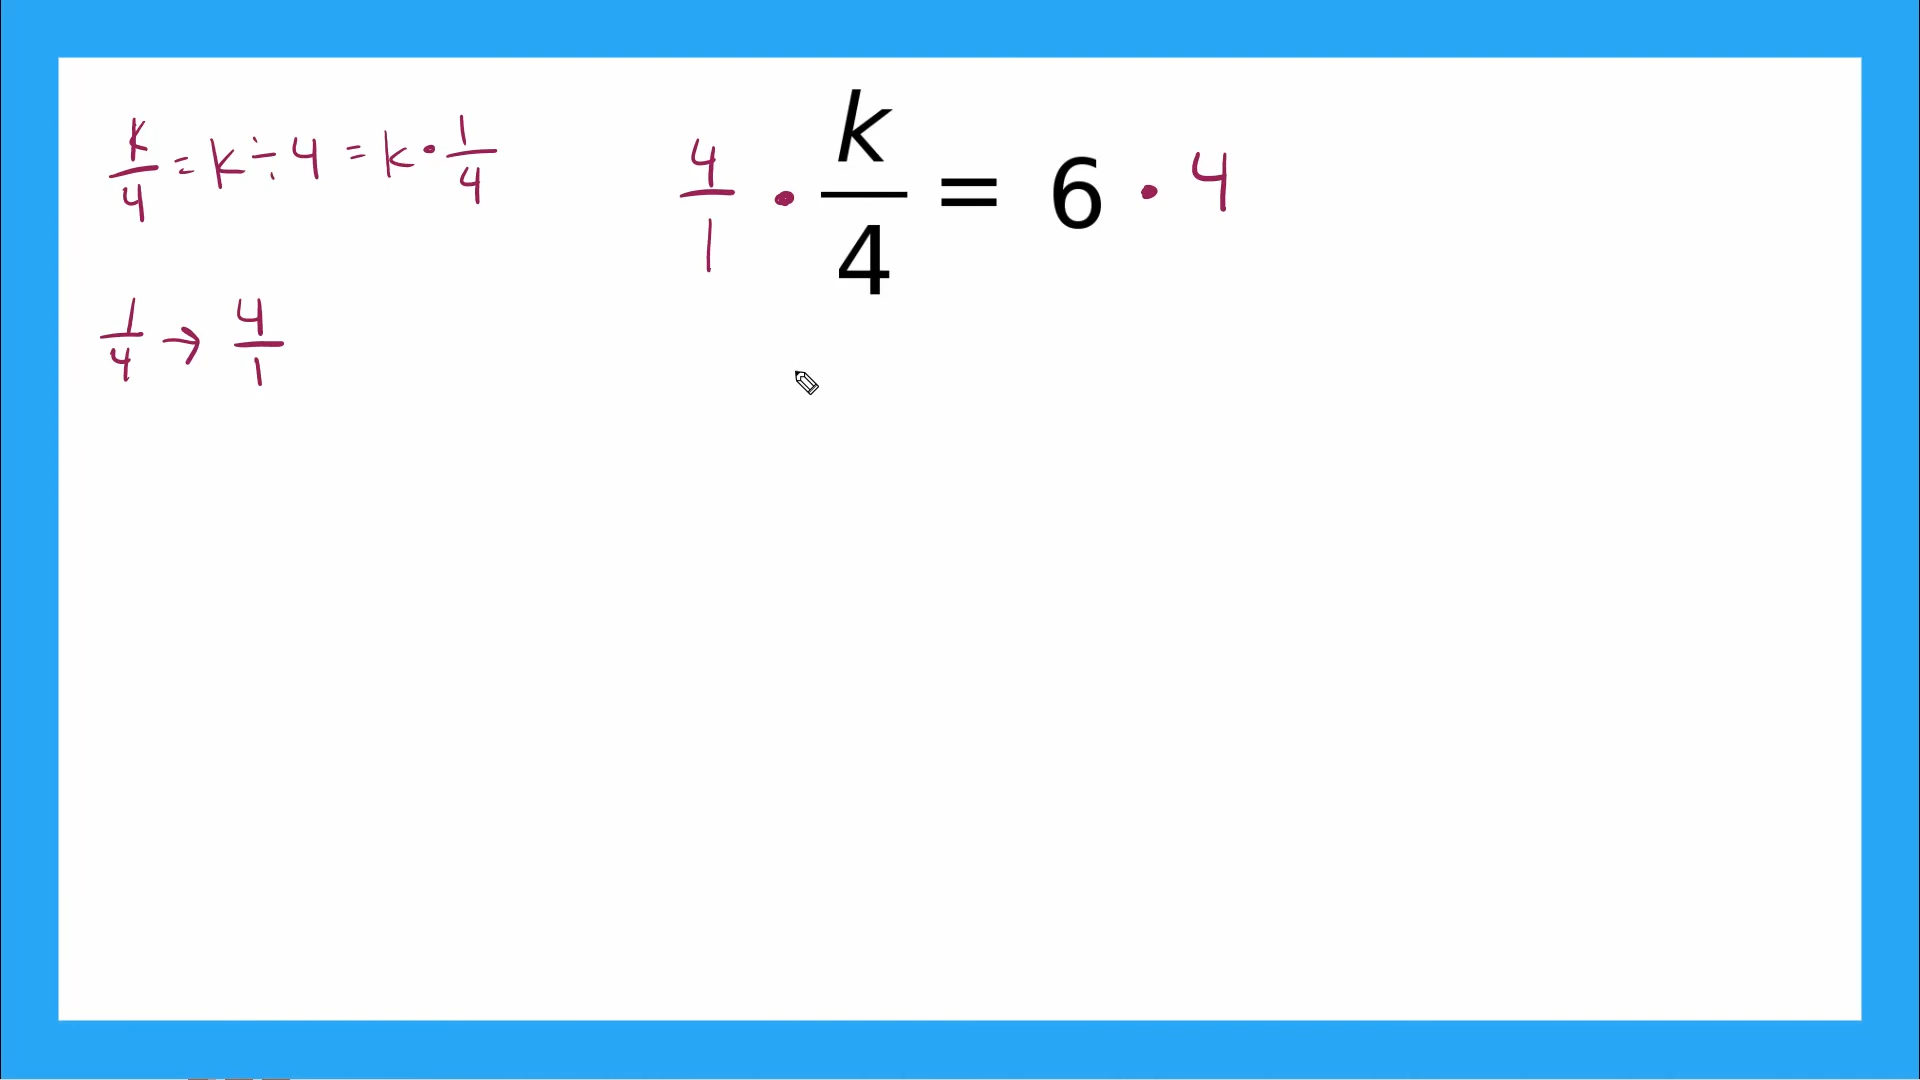 k/4 = k ÷ 4 = k · 1/4
4/1 · k/4 = 6 · 4
1/4 → 4/1